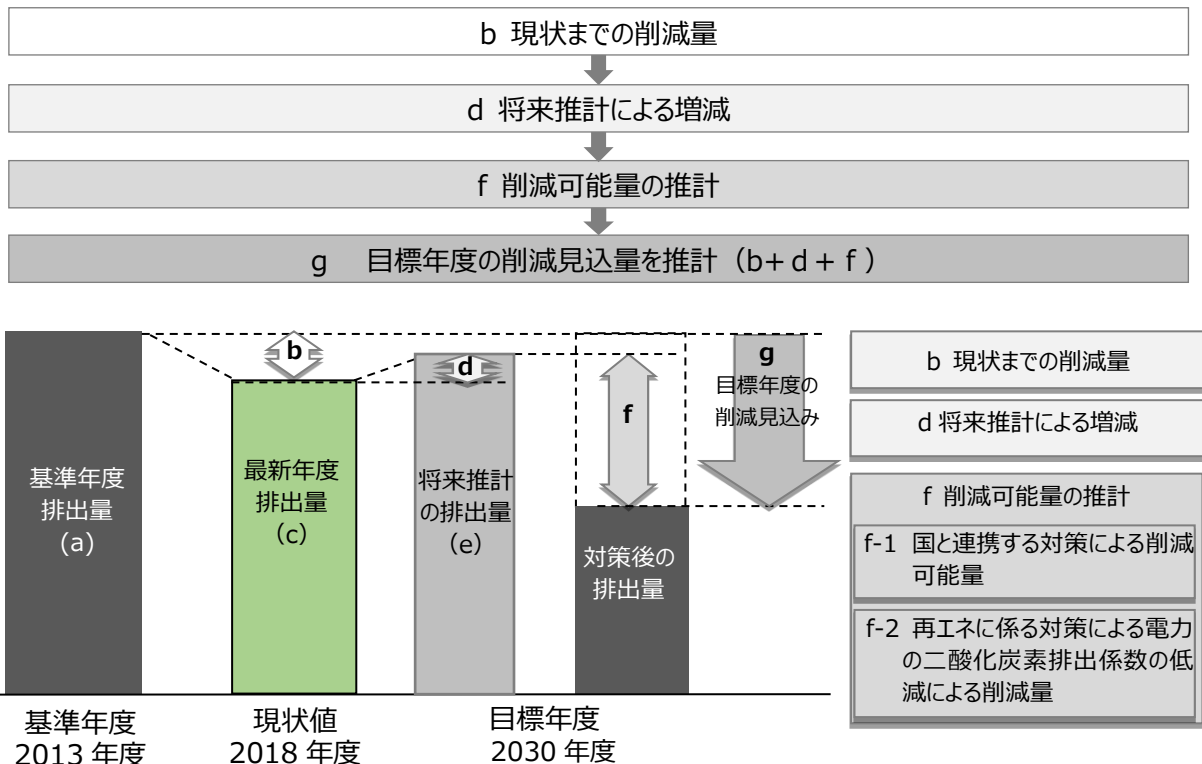 b 現状までの削減量
d 将来推計による増減
f 削減可能量の推計
g 目標年度の削減見込量を推計（b+ d + f ）
b
d
f
g
目標年度の
削減見込み
基準年度
排出量
（a）
最新年度
排出量
（c）
将来推計
の排出量
（e）
対策後の
排出量
基準年度
2013 年度
現状値
2018 年度
目標年度
2030 年度
b 現状までの削減量
d 将来推計による増減
f 削減可能量の推計
f-1 国と連携する対策による削減
可能量
f-2 再エネに係る対策による電力
の二酸化炭素排出係数の低
減による削減量